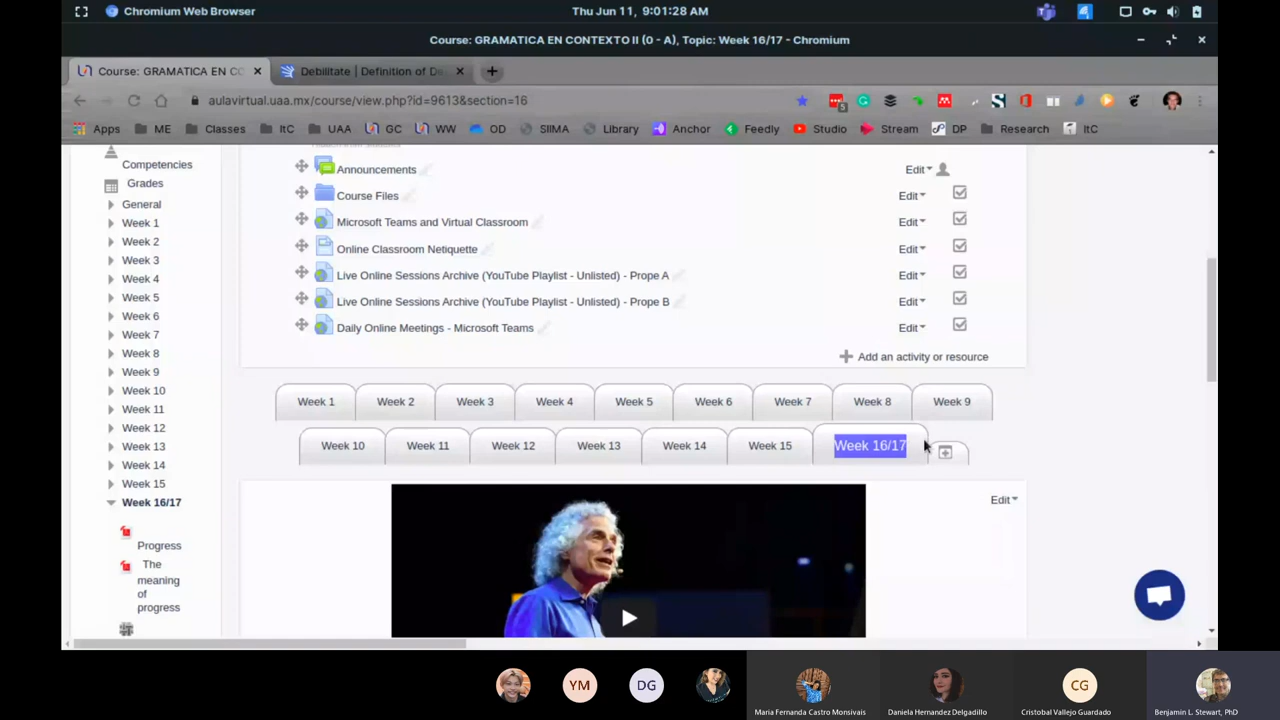 Chromium Web Browser
Thu Jun 11, 9:01:28 AM
Course: GRAMATICA EN CONTEXTO II (0 - A), Topic: Week 16/17 - Chromium
Course: GRAMATICA EN CO
Debilitate | Definition of De
aulavirtual.uaa.mx/course/view.php?id=9613&section=16
5
Apps ME Classes ItC UAA GC WW OD SIIMA Library Anchor Feedly Studio Stream DP Research ItC
Competencies
Grades
General
Week 1
Week 2
Week 3
Week 4
Week 5
Week 6
Week 7
Week 8
Week 9
Week 10
Week 11
Week 12
Week 13
Week 14
Week 15
Week 16/17
Progress
The
meaning
of
progress
Announcements Edit
Course Files Edit
Microsoft Teams and Virtual Classroom Edit
Online Classroom Netiquette Edit
Live Online Sessions Archive (YouTube Playlist - Unlisted) - Prope A Edit
Live Online Sessions Archive (YouTube Playlist - Unlisted) - Prope B Edit
Daily Online Meetings - Microsoft Teams Edit
Add an activity or resource
Week 1 Week 2 Week 3 Week 4 Week 5 Week 6 Week 7 Week 8 Week 9
Week 10 Week 11 Week 12 Week 13 Week 14 Week 15 Week 16/17
Edit
YM DG CG
Maria Fernanda Castro Monsivais Daniela Hernandez Delgadillo Cristobal Vallejo Guardado Benjamin L. Stewart, PhD